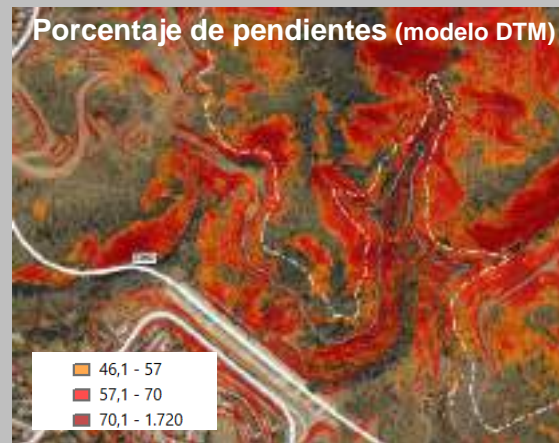 Porcentaje de pendientes (modelo DTM)
46,1 - 57
57,1 - 70
70,1 - 1.720